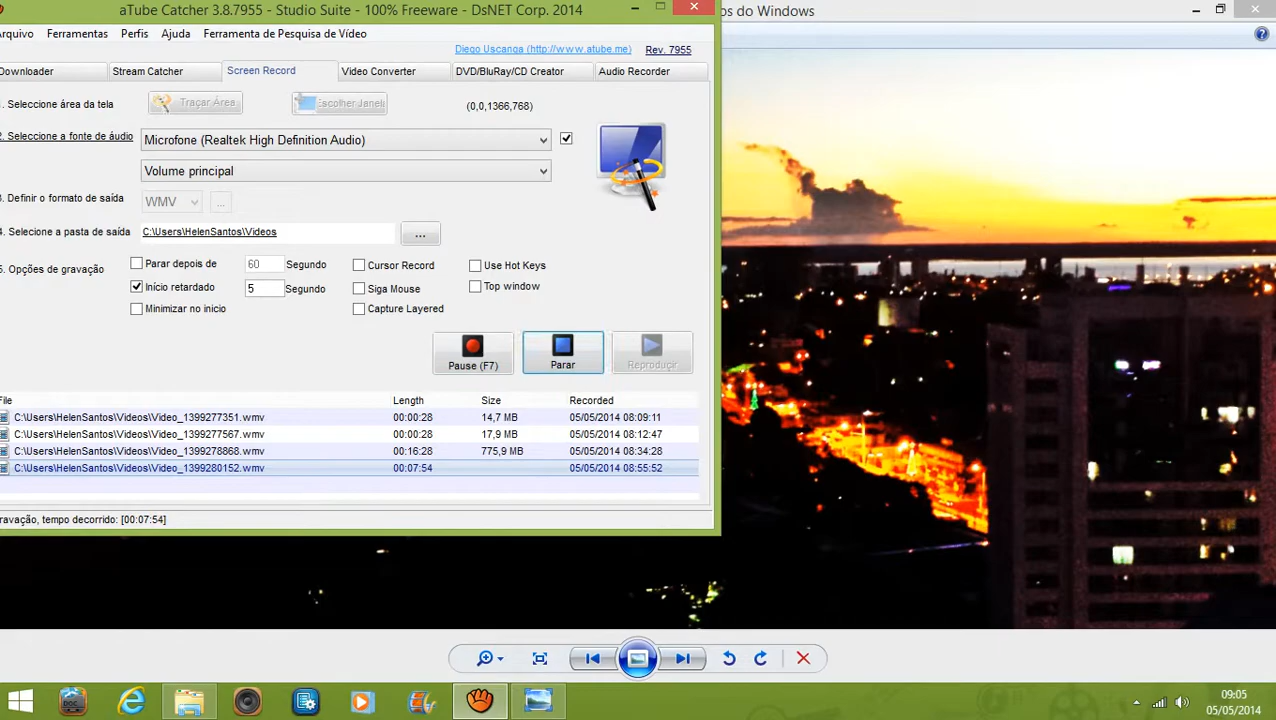 aTube Catcher 3.8.7955 - Studio Suite - 100% Freeware - DsNET Corp. 2014
os do Windows
rquivo Ferramentas Perfis Ajuda Ferramenta de Pesquisa de Vídeo
Diego Uscanga (http://www.atube.me) Rev. 7955
Downloader Stream Catcher Screen Record Video Converter DVD/BluRay/CD Creator Audio Recorder
. Seleccione área da tela Traçar Área Escolher Janel (0,0,1366,768)
2. Seleccione a fonte de áudio Microfone (Realtek High Definition Audio)
Volume principal
. Definir o formato de saída WMV ...
4. Selecione a pasta de saída C:\Users\HelenSantos\Videos ...
5. Opções de gravação Parar depois de 60 Segundo Cursor Record Use Hot Keys
Início retardado 5 Segundo Siga Mouse Top window
Minimizar no inicio Capture Layered
Pause (F7) Parar Reproduçir
File Length Size Recorded
C:\Users\HelenSantos\Videos\Video_1399277351.wmv 00:00:28 14,7 MB 05/05/2014 08:09:11
C:\Users\HelenSantos\Videos\Video_1399277567.wmv 00:00:28 17,9 MB 05/05/2014 08:12:47
C:\Users\HelenSantos\Videos\Video_1399278868.wmv 00:16:28 775,9 MB 05/05/2014 08:34:28
C:\Users\HelenSantos\Videos\Video_1399280152.wmv 00:07:54 05/05/2014 08:55:52
ravação, tempo decorrido: [00:07:54]
DOC
09:05
05/05/2014